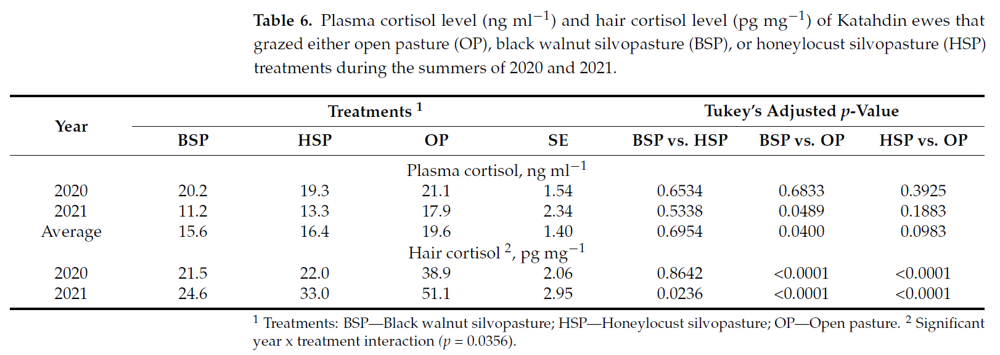 Table 6. Plasma cortisol level (ng ml−1) and hair cortisol level (pg mg−1) of Katahdin ewes that
grazed either open pasture (OP), black walnut silvopasture (BSP), or honeylocust silvopasture (HSP)
treatments during the summers of 2020 and 2021.
Year Treatments 1 Tukey's Adjusted p-Value
BSP HSP OP SE BSP vs. HSP BSP vs. OP HSP vs. OP
Plasma cortisol, ng ml−1
2020 20.2 19.3 21.1 1.54 0.6534 0.6833 0.3925
2021 11.2 13.3 17.9 2.34 0.5338 0.0489 0.1883
Average 15.6 16.4 19.6 1.40 0.6954 0.0400 0.0983
Hair cortisol 2, pg mg−1
2020 21.5 22.0 38.9 2.06 0.8642 <0.0001 <0.0001
2021 24.6 33.0 51.1 2.95 0.0236 <0.0001 <0.0001
1 Treatments: BSP—Black walnut silvopasture; HSP—Honeylocust silvopasture; OP—Open pasture. 2 Significant
year x treatment interaction (p = 0.0356).